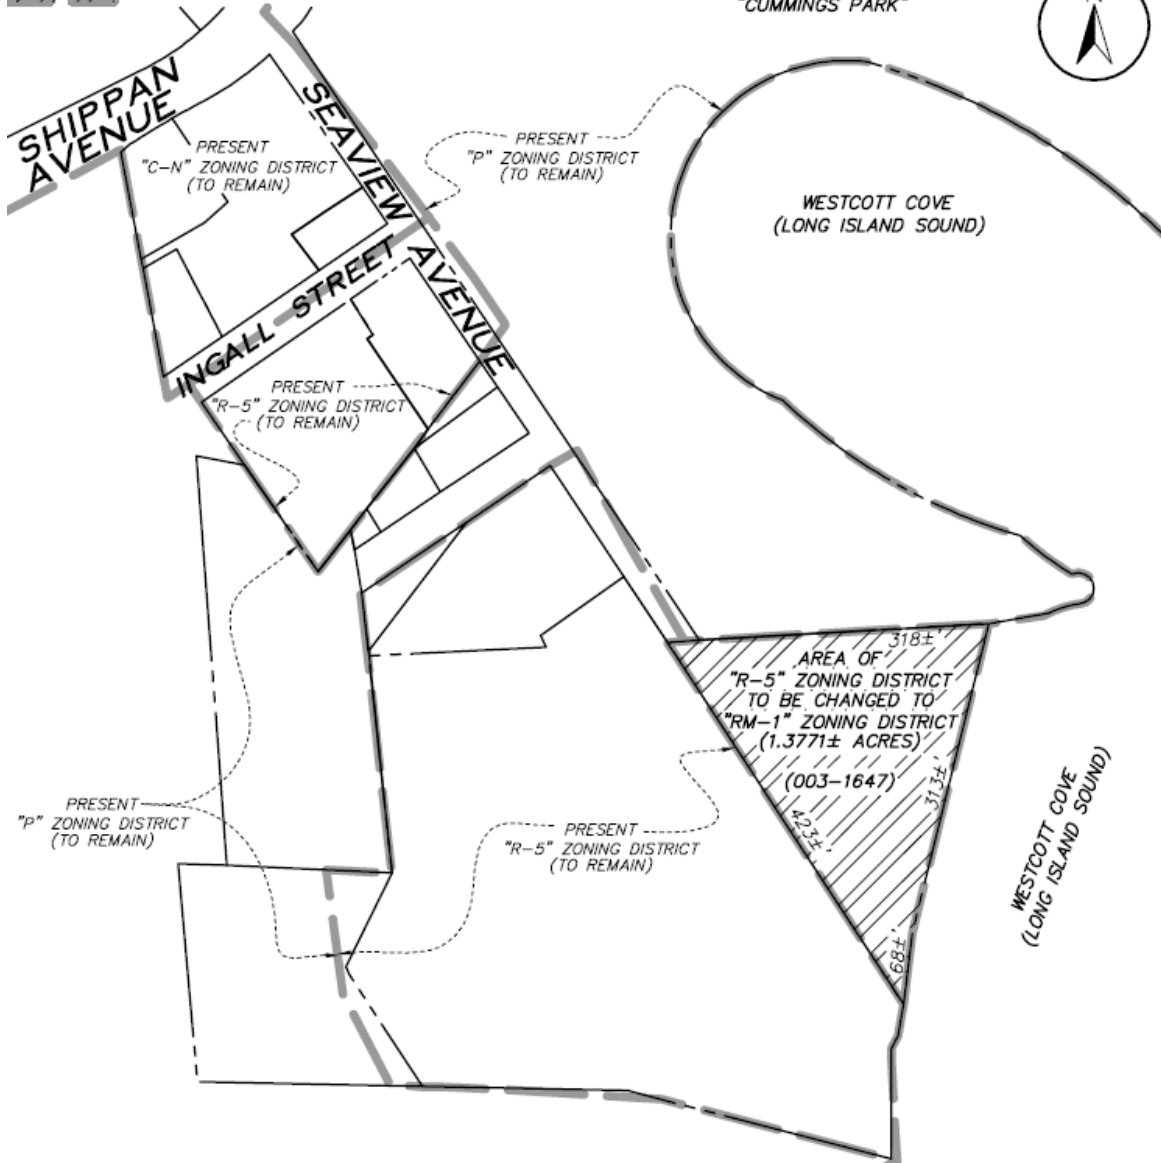 "CUMMINGS PARK"
SHIPPAN
AVENUE
SEAVIEW AVENUE
PRESENT
"C-N" ZONING DISTRICT
(TO REMAIN)
PRESENT
"P" ZONING DISTRICT
(TO REMAIN)
WESTCOTT COVE
(LONG ISLAND SOUND)
INGALL STREET
PRESENT
"R-5" ZONING DISTRICT
(TO REMAIN)
318±'
AREA OF
"R-5" ZONING DISTRICT
TO BE CHANGED TO
"RM-1" ZONING DISTRICT
(1.3771± ACRES)
(003-1647)
313±'
423±'
68±'
WESTCOTT COVE
(LONG ISLAND SOUND)
PRESENT
"P" ZONING DISTRICT
(TO REMAIN)
PRESENT
"R-5" ZONING DISTRICT
(TO REMAIN)